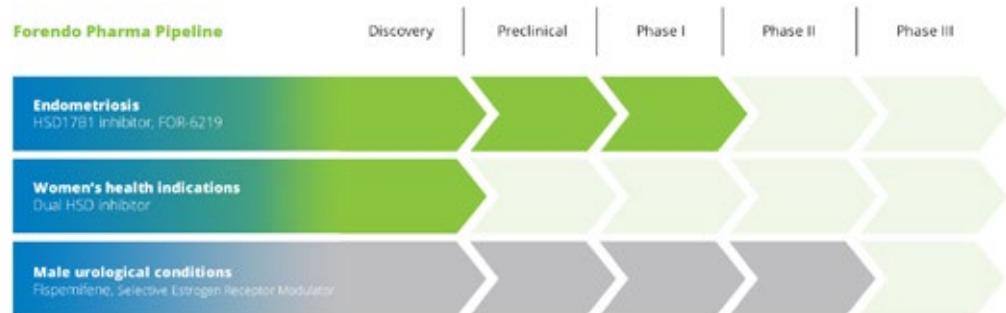 Forendo Pharma Pipeline Discovery Preclinical Phase I Phase II Phase III
Endometriosis
HSD17B1 inhibitor, FOR-6219
Women's health indications
Dual HSD inhibitor
Male urological conditions
Fispemifene, Selective Estrogen Receptor Modulator